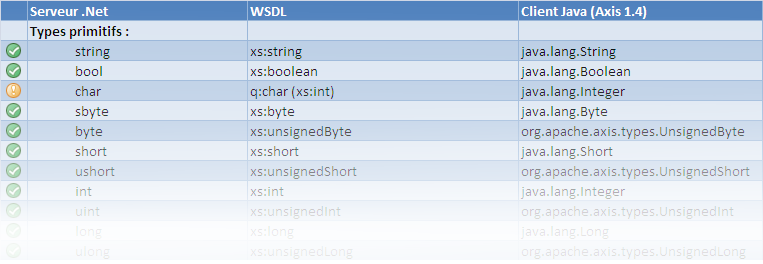 Serveur .Net WSDL Client Java (Axis 1.4)
Types primitifs :
string xs:string java.lang.String
bool xs:boolean java.lang.Boolean
char q:char (xs:int) java.lang.Integer
sbyte xs:byte java.lang.Byte
byte xs:unsignedByte org.apache.axis.types.UnsignedByte
short xs:short java.lang.Short
ushort xs:unsignedShort org.apache.axis.types.UnsignedShort
int xs:int java.lang.Integer
uint xs:unsignedInt org.apache.axis.types.UnsignedInt
long xs:long java.lang.Long
ulong xs:unsignedLong org.apache.axis.types.UnsignedLong